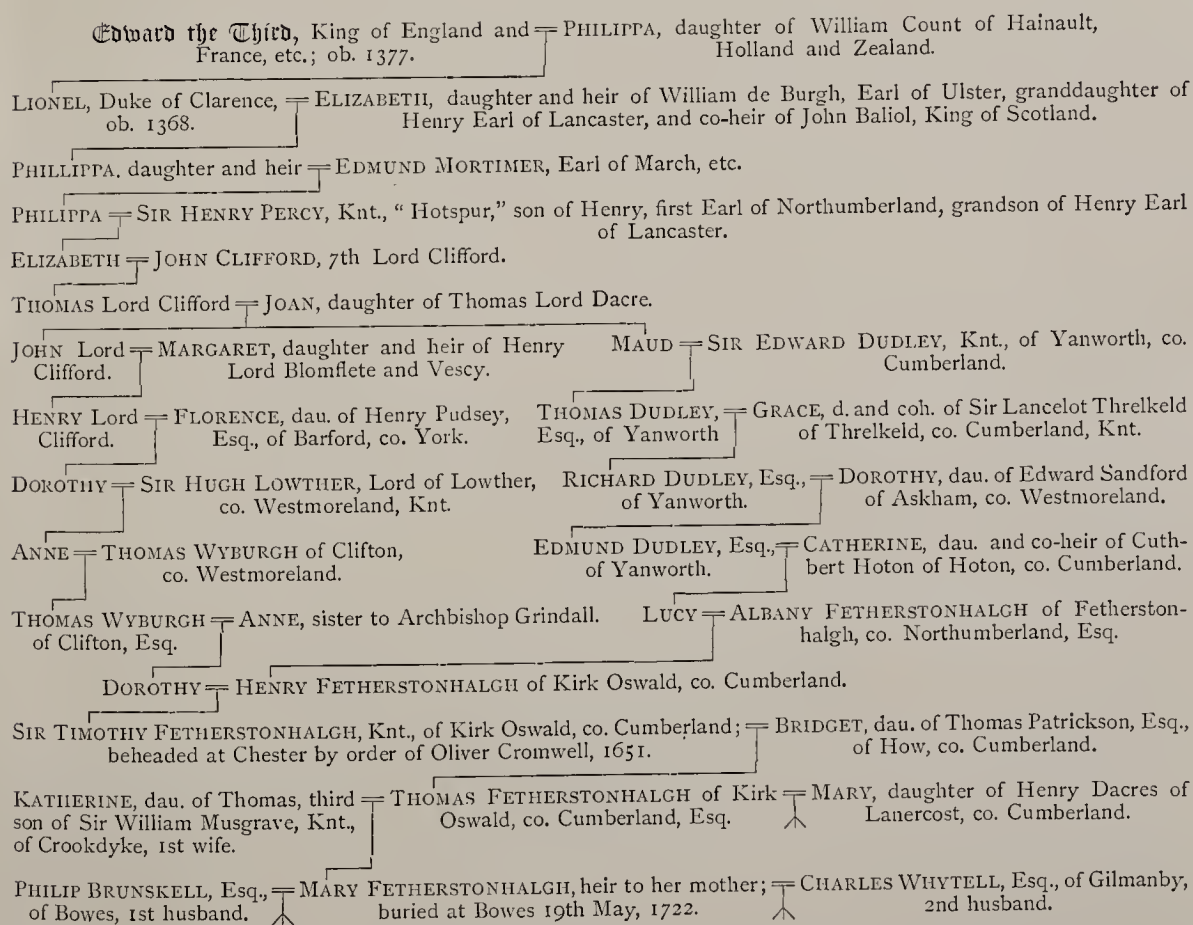 Edward the Third, King of England and PHILIPPA, daughter of William Count of Hainault,
France, etc.; ob. 1377. Holland and Zealand.
LIONEL, Duke of Clarence, ELIZABETH, daughter and heir of William de Burgh, Earl of Ulster, granddaughter of
ob. 1368. Henry Earl of Lancaster, and co-heir of John Baliol, King of Scotland.
PHILLIPPA. daughter and heir EDMUND MORTIMER, Earl of March, etc.
PHILIPPA SIR HENRY PERCY, Knt., “ Hotspur,” son of Henry, first Earl of Northumberland, grandson of Henry Earl
of Lancaster.
ELIZABETH JOHN CLIFFORD, 7th Lord Clifford.
THOMAS Lord Clifford JOAN, daughter of Thomas Lord Dacre.
JOHN Lord MARGARET, daughter and heir of Henry MAUD SIR EDWARD DUDLEY, Knt., of Yanworth, co.
Clifford. Lord Blomflete and Vescy. Cumberland.
HENRY Lord FLORENCE, dau. of Henry Pudsey, THOMAS DUDLEY, GRACE, d. and coh. of Sir Lancelot Threlkeld
Clifford. Esq., of Barford, co. York. Esq., of Yanworth of Threlkeld, co. Cumberland, Knt.
DOROTHY SIR HUGH LOWTHER, Lord of Lowther, RICHARD DUDLEY, Esq., DOROTHY, dau. of Edward Sandford
co. Westmoreland, Knt. of Yanworth. of Askham, co. Westmoreland.
ANNE THOMAS WYBURGH of Clifton, EDMUND DUDLEY, Esq., CATHERINE, dau. and co-heir of Cuth-
co. Westmoreland. of Yanworth. bert Hoton of Hoton, co. Cumberland.
THOMAS WYBURGH ANNE, sister to Archbishop Grindall. LUCY ALBANY FETHERSTONHALGH of Fetherston-
of Clifton, Esq. halgh, co. Northumberland, Esq.
DOROTHY HENRY FETHERSTONHALGH of Kirk Oswald, co. Cumberland.
SIR TIMOTHY FETHERSTONHALGH, Knt., of Kirk Oswald, co. Cumberland; BRIDGET, dau. of Thomas Patrickson, Esq.,
beheaded at Chester by order of Oliver Cromwell, 1651. of How, co. Cumberland.
KATHERINE, dau. of Thomas, third THOMAS FETHERSTONHALGH of Kirk MARY, daughter of Henry Dacres of
son of Sir William Musgrave, Knt., Oswald, co. Cumberland, Esq. Lanercost, co. Cumberland.
of Crookdyke, 1st wife.
PHILIP BRUNSKELL, Esq., MARY FETHERSTONHALGH, heir to her mother; CHARLES WHYTELL, Esq., of Gilmanby,
of Bowes, 1st husband. buried at Bowes 19th May, 1722. 2nd husband.